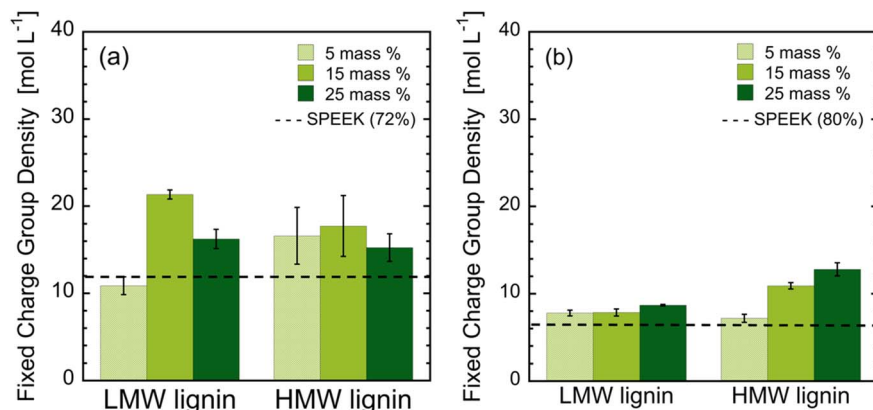 Fixed Charge Group Density [mol L⁻¹]
40
30
20
10
0
(a)
5 mass %
15 mass %
25 mass %
SPEEK (72%)
LMW lignin HMW lignin
Fixed Charge Group Density [mol L⁻¹]
40
30
20
10
0
(b)
5 mass %
15 mass %
25 mass %
SPEEK (80%)
LMW lignin HMW lignin